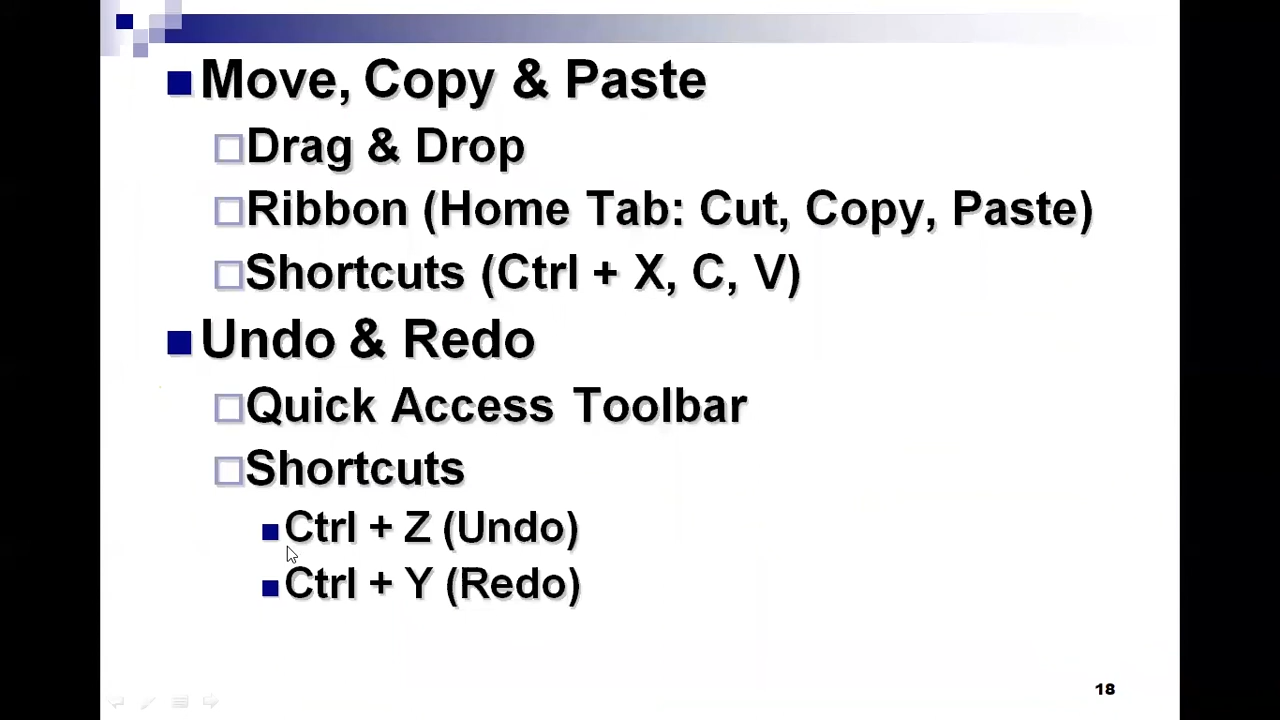 Move, Copy & Paste
Drag & Drop
Ribbon (Home Tab: Cut, Copy, Paste)
Shortcuts (Ctrl + X, C, V)
Undo & Redo
Quick Access Toolbar
Shortcuts
Ctrl + Z (Undo)
Ctrl + Y (Redo)
18